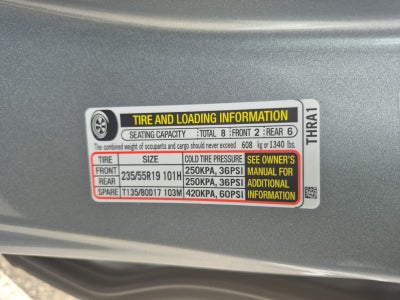 TIRE AND LOADING INFORMATION
SEATING CAPACITY TOTAL 8 FRONT 2 REAR 6
The combined weight of occupants and cargo should never exceed 608 kg or 1340 lbs.
TIRE SIZE COLD TIRE PRESSURE
FRONT 235/55R19 101H 250KPA, 36PSI
REAR 250KPA, 36PSI
SPARE T135/80D17 103M 420KPA, 60PSI
SEE OWNER'S
MANUAL FOR
ADDITIONAL
INFORMATION
THRA1